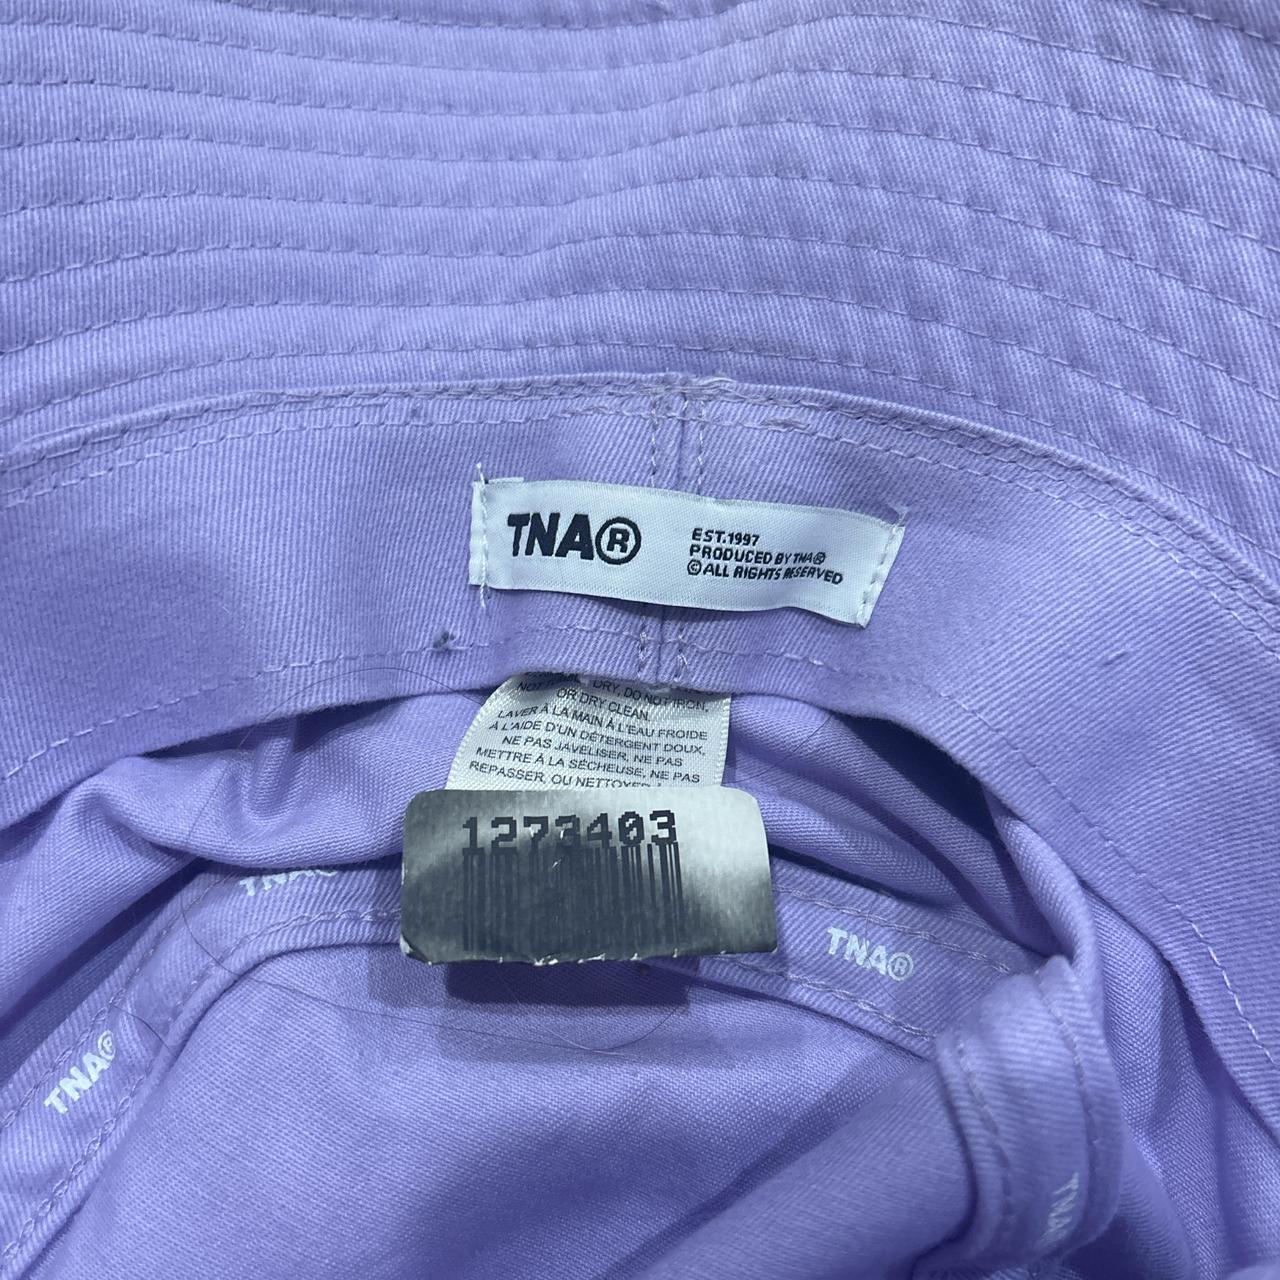 TNA®
EST.1997
PRODUCED BY TNA®
©ALL RIGHTS RESERVED
DRY, DO NOT IRON,
OR DRY CLEAN.
LAVER À LA MAIN À L'EAU FROIDE
À L'AIDE D'UN DÉTERGENT DOUX,
NE PAS JAVELISER, NE PAS
METTRE À LA SÉCHEUSE, NE PAS
REPASSER, OU NETTOYER À
1273403
TNA®
TNA®
TNA®
TNA